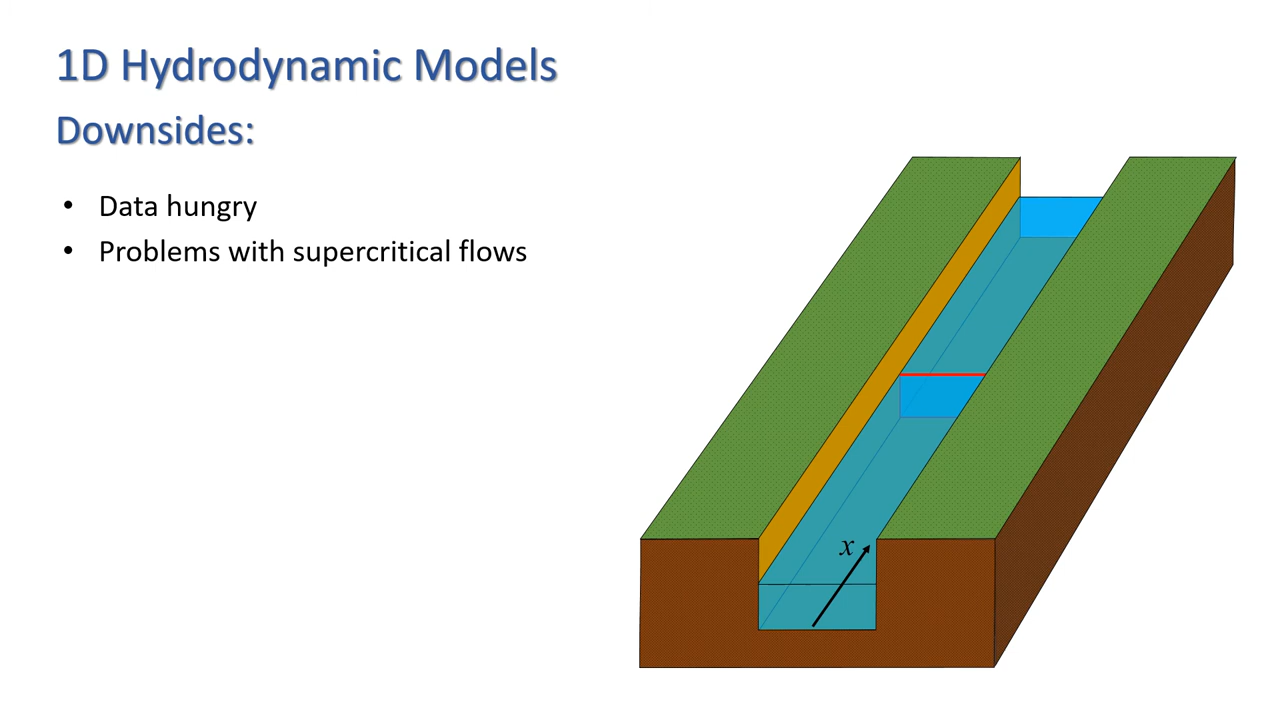 1D Hydrodynamic Models
Downsides:
• Data hungry
• Problems with supercritical flows
x